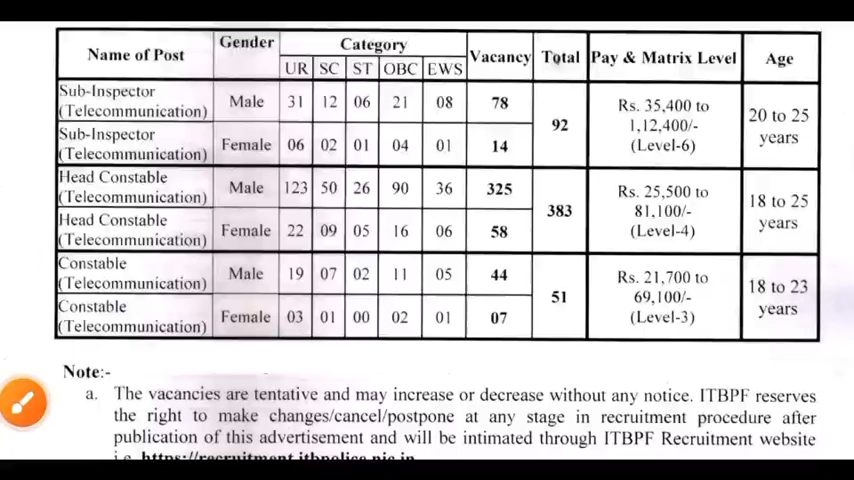 Name of Post Gender Category Vacancy Total Pay & Matrix Level Age
UR SC ST OBC EWS
Sub-Inspector (Telecommunication) Male 31 12 06 21 08 78 92 Rs. 35,400 to 1,12,400/- (Level-6) 20 to 25 years
Sub-Inspector (Telecommunication) Female 06 02 01 04 01 14
Head Constable (Telecommunication) Male 123 50 26 90 36 325 383 Rs. 25,500 to 81,100/- (Level-4) 18 to 25 years
Head Constable (Telecommunication) Female 22 09 05 16 06 58
Constable (Telecommunication) Male 19 07 02 11 05 44 51 Rs. 21,700 to 69,100/- (Level-3) 18 to 23 years
Constable (Telecommunication) Female 03 01 00 02 01 07
Note:-
a. The vacancies are tentative and may increase or decrease without any notice. ITBPF reserves
the right to make changes/cancel/postpone at any stage in recruitment procedure after
publication of this advertisement and will be intimated through ITBPF Recruitment website
i.e. https://recruitment.itbpolice.nic.in